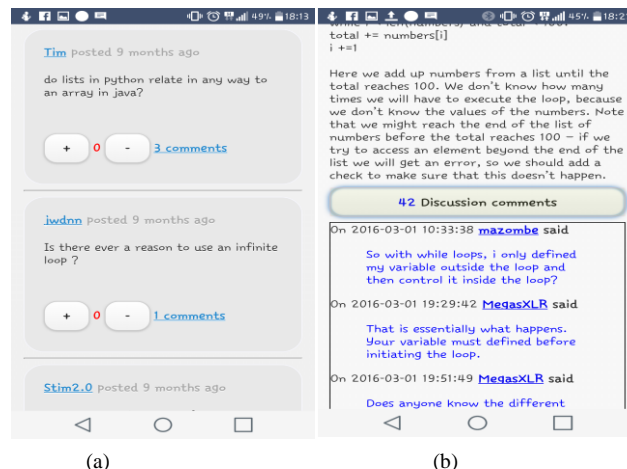 49% 18:13
Tim posted 9 months ago
do lists in Python relate in any way to
an array in java?
+ 0 - 3 comments
jwdnn posted 9 months ago
Is there ever a reason to use an infinite
loop ?
+ 0 - 1 comments
Stim2.0 posted 9 months ago
(a)
45%
total += numbers[i]
i +=1
Here we add up numbers from a list until the
total reaches 100. We don't know how many
times we will have to execute the loop, because
we don't know the values of the numbers. Note
that we might reach the end of the list of
numbers before the total reaches 100 – if we
try to access an element beyond the end of the
list we will get an error, so we should add a
check to make sure that this doesn't happen.
42 Discussion comments
On 2016-03-01 10:33:38 mazombe said
So with while loops, i only defined
my variable outside the loop and
then control it inside the loop?
On 2016-03-01 19:29:42 MegasXLR said
That is essentially what happens.
Your variable must defined before
initiating the loop.
On 2016-03-01 19:51:49 MegasXLR said
Does anyone know the different
(b)